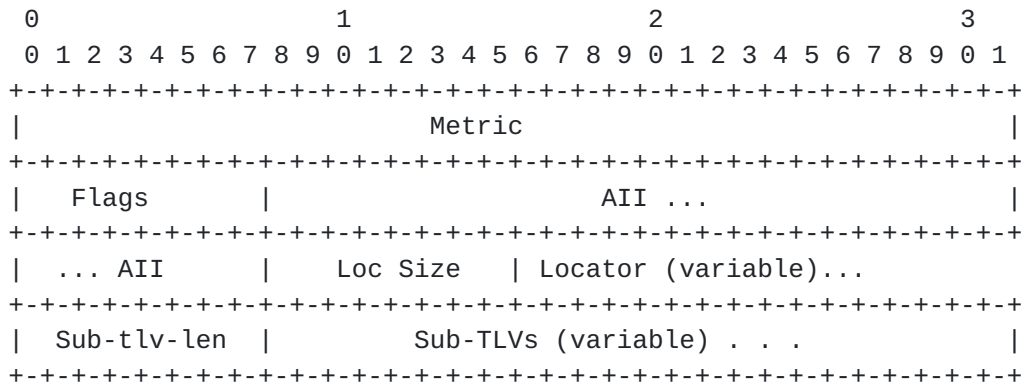 0                   1                   2                   3
 0 1 2 3 4 5 6 7 8 9 0 1 2 3 4 5 6 7 8 9 0 1 2 3 4 5 6 7 8 9 0 1
+-+-+-+-+-+-+-+-+-+-+-+-+-+-+-+-+-+-+-+-+-+-+-+-+-+-+-+-+-+-+-+-+
|                          Metric                               |
+-+-+-+-+-+-+-+-+-+-+-+-+-+-+-+-+-+-+-+-+-+-+-+-+-+-+-+-+-+-+-+-+
|   Flags       |                     AII ...                   |
+-+-+-+-+-+-+-+-+-+-+-+-+-+-+-+-+-+-+-+-+-+-+-+-+-+-+-+-+-+-+-+-+
|  ... AII      |    Loc Size   | Locator (variable)...
+-+-+-+-+-+-+-+-+-+-+-+-+-+-+-+-+-+-+-+-+-+-+-+-+-+-+-+-+-+-+-+-+
|  Sub-tlv-len  |         Sub-TLVs (variable) . . .             |
+-+-+-+-+-+-+-+-+-+-+-+-+-+-+-+-+-+-+-+-+-+-+-+-+-+-+-+-+-+-+-+-+